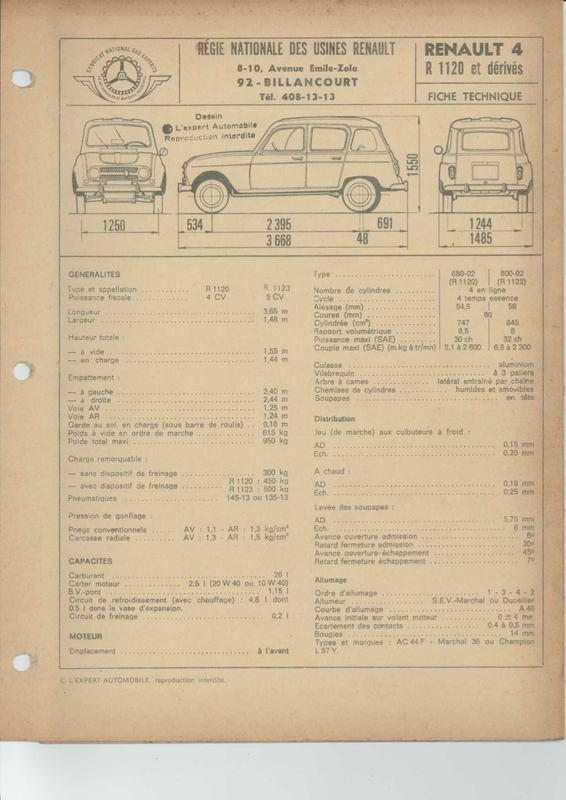 SYNDICAT NATIONAL DES EXPERTS
RÉGIE NATIONALE DES USINES RENAULT
8-10, Avenue Emile-Zola
92 - BILLANCOURT
Tél. 408-13-13
RENAULT 4
R 1120 et dérivés
FICHE TECHNIQUE
Dessin
L'expert Automobile
Reproduction interdite
1250
534
2 395
691
3 668
48
1550
1244
1485
GENERALITES
Type et appellation R 1120 R 1123
Puissance fiscale 4 CV 5 CV
Longueur 3,65 m
Largeur 1,48 m
Hauteur totale :
— à vide 1,55 m
— en charge 1,44 m
Empattement :
— à gauche 2,40 m
— à droite 2,44 m
Voie AV 1,25 m
Voie AR 1,24 m
Garde au sol, en charge (sous barre de roulis) 0,18 m
Poids à vide en ordre de marche 615 kg
Poids total maxi 950 kg
Charge remorquable :
— sans dispositif de freinage 300 kg
— avec dispositif de freinage R 1120 : 450 kg
R 1123 : 500 kg
Pneumatiques 145-13 ou 135-13
Pression de gonflage :
Pneus conventionnels AV : 1,1 - AR : 1,3 kg/cm²
Carcasse radiale AV : 1,3 - AR : 1,5 kg/cm²
CAPACITES
Carburant 26 l
Carter moteur 2,5 l (20 W 40 ou 10 W 40)
B.V.-pont 1,15 l
Circuit de refroidissement (avec chauffage) : 4,8 l dont
0,5 l dans le vase d'expansion.
Circuit de freinage 0,2 l
MOTEUR
Emplacement à l'avant
Type 680-02 800-02
(R 1120) (R 1123)
Nombre de cylindres 4 en ligne
Cycle 4 temps essence
Alésage (mm) 54,5 58
Course (mm) 80
Cylindrée (cm³) 747 845
Rapport volumétrique 8,5 8
Puissance maxi (SAE) 30 ch 32 ch
Couple maxi (SAE) (m.kg à tr/mn) 5,1 à 2 600 6,8 à 2 300
Culasse aluminium
Vilebrequin à 3 paliers
Arbre à cames latéral entraîné par chaîne
Chemises de cylindres humides et amovibles
Soupapes en tête
Distribution
Jeu (de marche) aux culbuteurs à froid :
AD 0,15 mm
Ech. 0,20 mm
A chaud :
AD 0,18 mm
Ech. 0,25 mm
Levée des soupapes :
AD 5,75 mm
Ech. 6 mm
Avance ouverture admission 6°
Retard fermeture admission 30°
Avance ouverture échappement 45°
Retard fermeture échappement 7°
Allumage
Ordre d'allumage 1 - 3 - 4 - 2
Allumeur S.E.V.-Marchal ou Ducellier
Courbe d'allumage A 46
Avance initiale sur volant moteur 0 ± 4 mm
Ecartement des contacts 0,4 à 0,5 mm
Bougies 14 mm
Types et marques : AC 44 F - Marchal 36 ou Champion
L 87 Y.
© L'EXPERT-AUTOMOBILE, reproduction interdite.